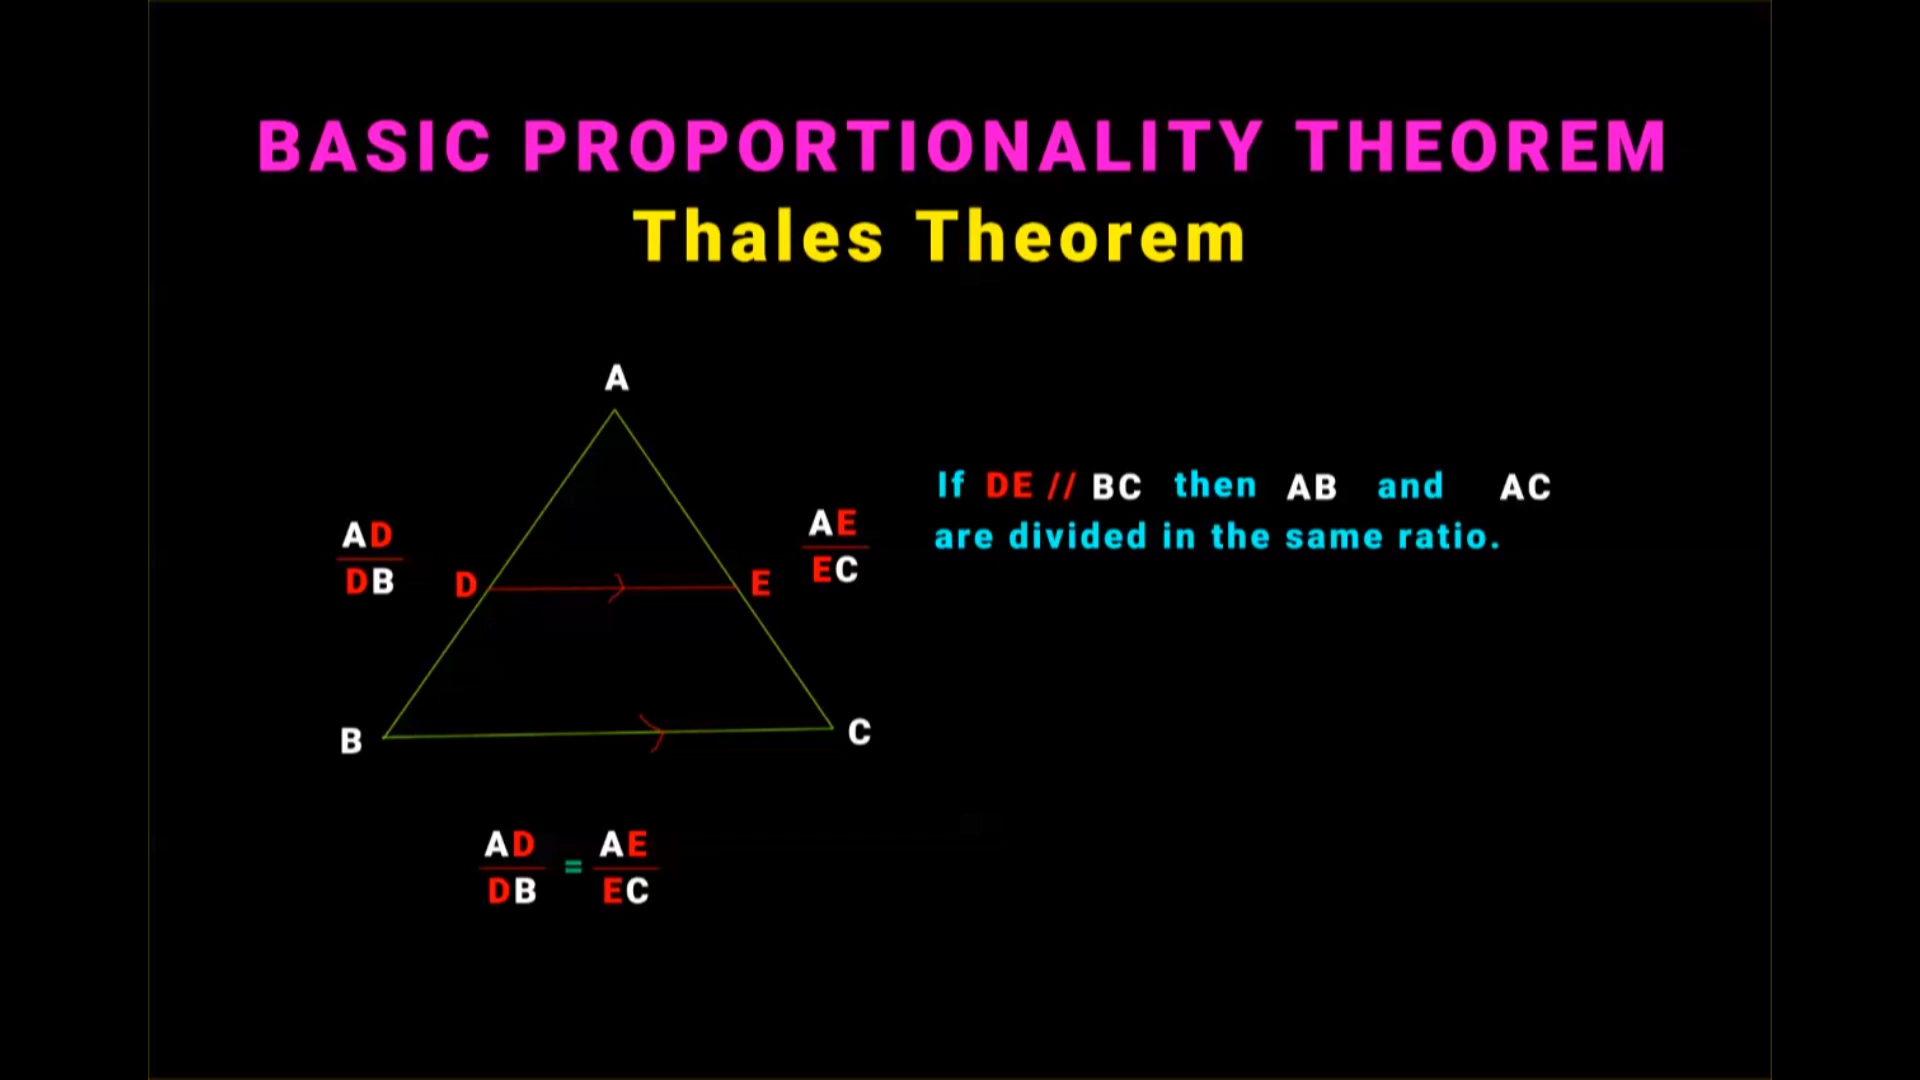 BASIC PROPORTIONALITY THEOREM
Thales Theorem
A
If DE // BC then AB and AC
are divided in the same ratio.
AD
DB
D
E
AE
EC
B
C
AD
DB
=
AE
EC